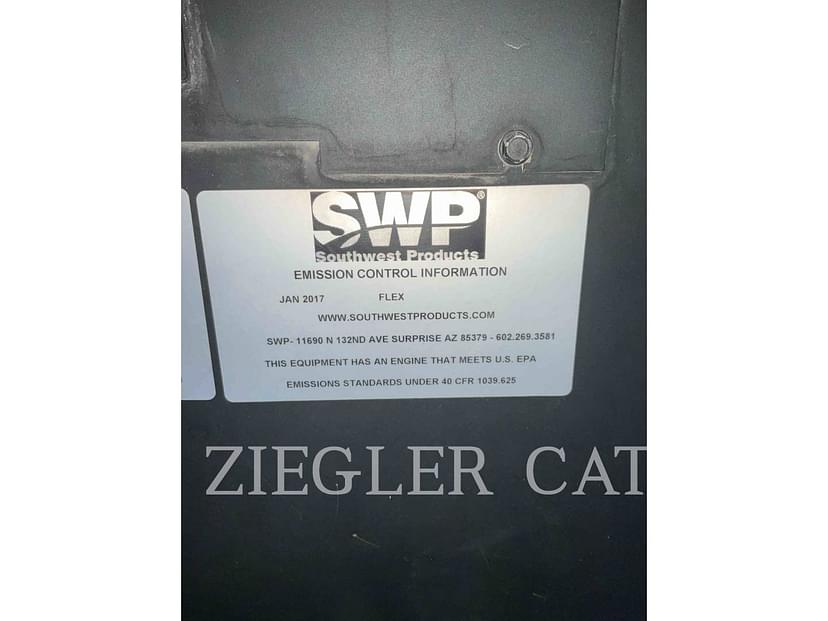 SWP®
Southwest Products
EMISSION CONTROL INFORMATION
JAN 2017 FLEX
WWW.SOUTHWESTPRODUCTS.COM
SWP- 11690 N 132ND AVE SURPRISE AZ 85379 - 602.269.3581
THIS EQUIPMENT HAS AN ENGINE THAT MEETS U.S. EPA
EMISSIONS STANDARDS UNDER 40 CFR 1039.625
ZIEGLER CAT